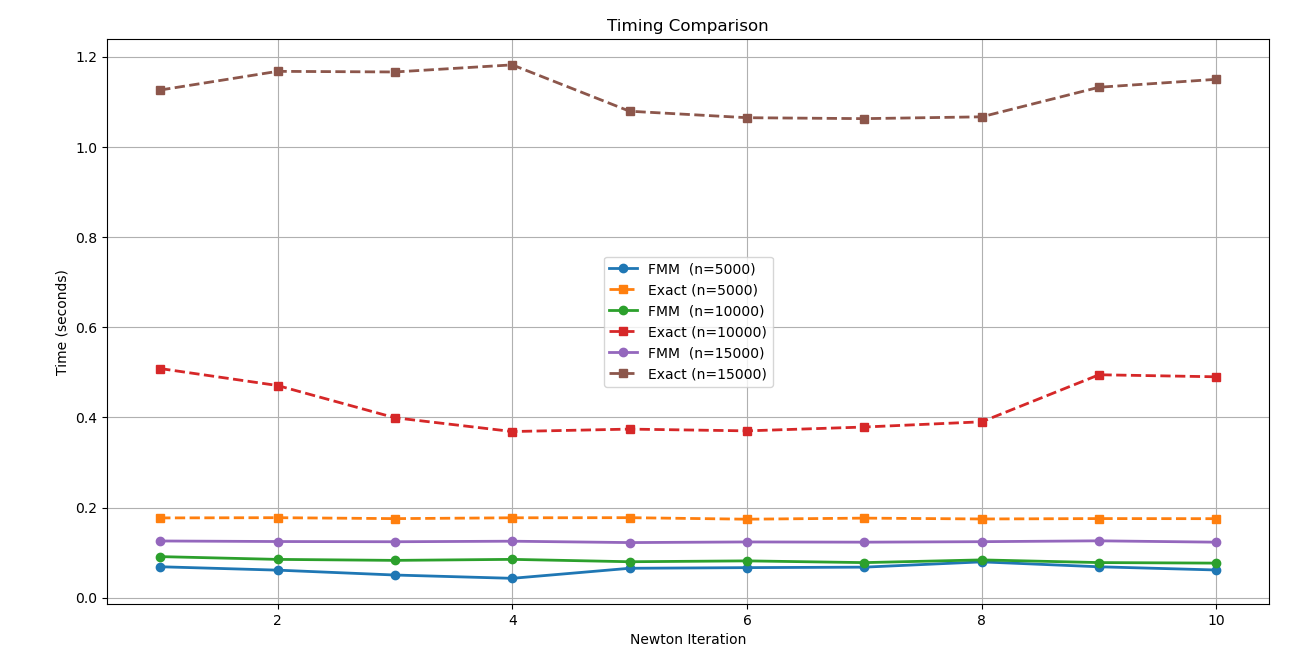 Timing Comparison
1.2
1.0
0.8
0.6
0.4
0.2
0.0
Time (seconds)
FMM  (n=5000)
Exact (n=5000)
FMM  (n=10000)
Exact (n=10000)
FMM  (n=15000)
Exact (n=15000)
2 4 6 8 10
Newton Iteration